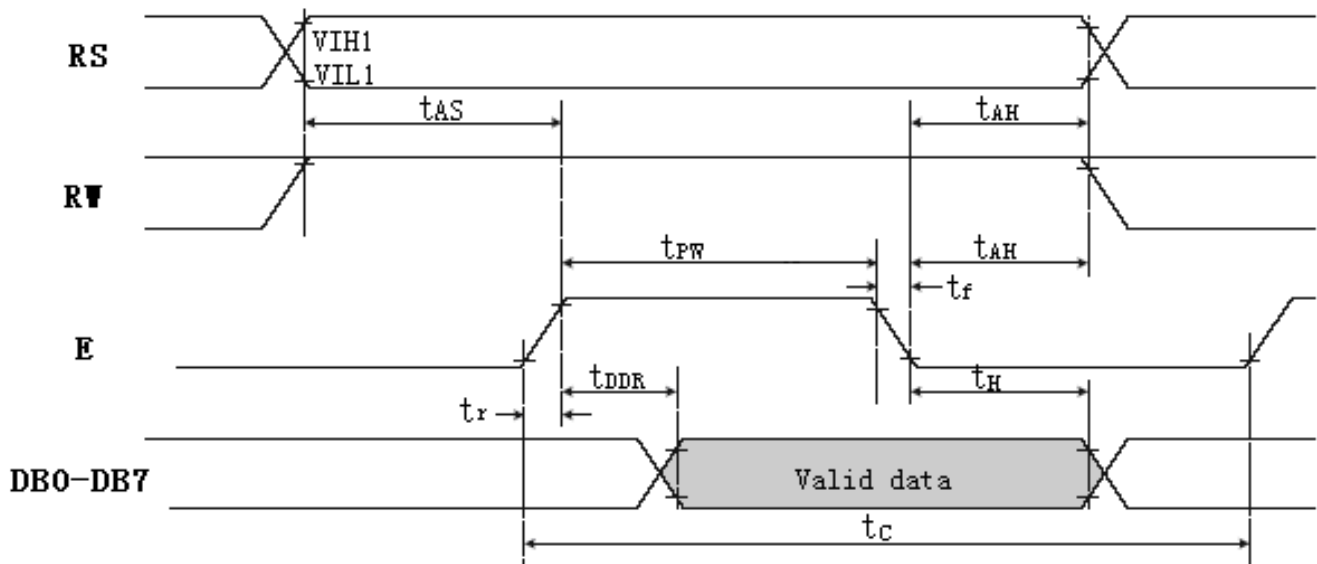 RS
VIH1
VIL1
tAS
tAH
RW
tPW
tAH
tf
E
tDDR
tH
tr
DB0-DB7
Valid data
tC